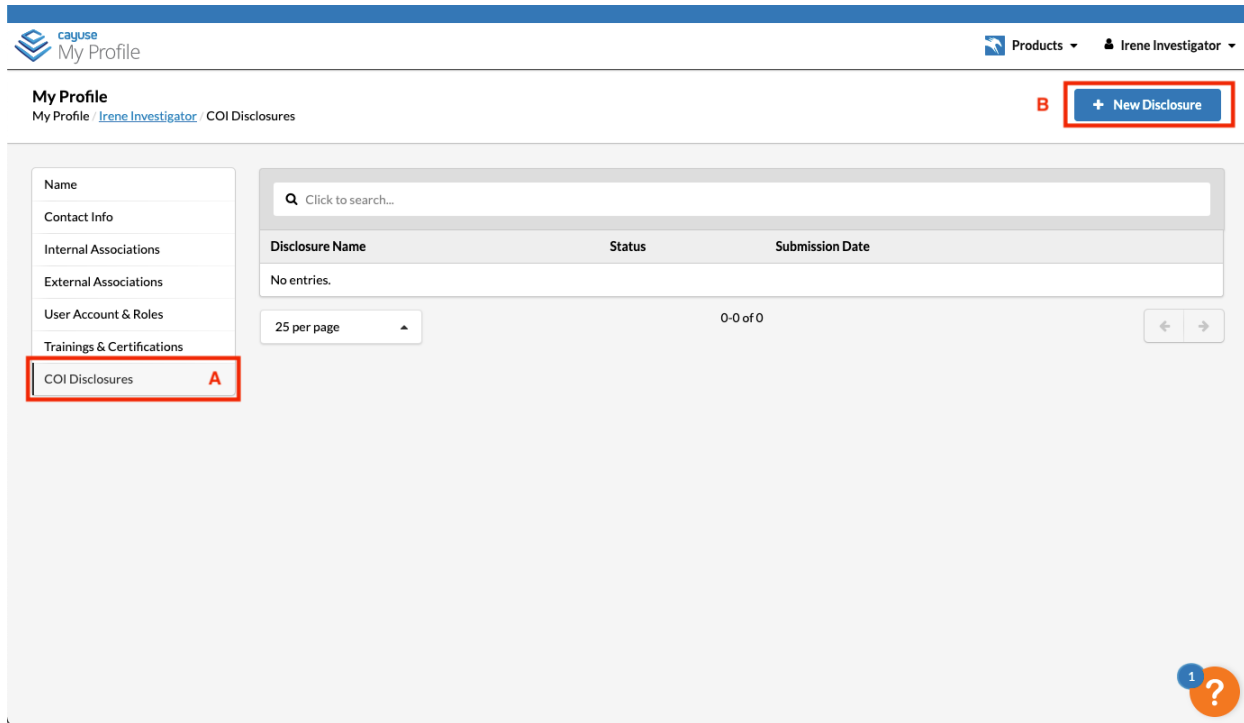 cayuse
My Profile
Products
Irene Investigator
My Profile
My Profile / Irene Investigator / COI Disclosures
B
+ New Disclosure
Name
Contact Info
Internal Associations
External Associations
User Account & Roles
Trainings & Certifications
COI Disclosures A
Click to search...
Disclosure Name Status Submission Date
No entries.
25 per page
0-0 of 0
1
?